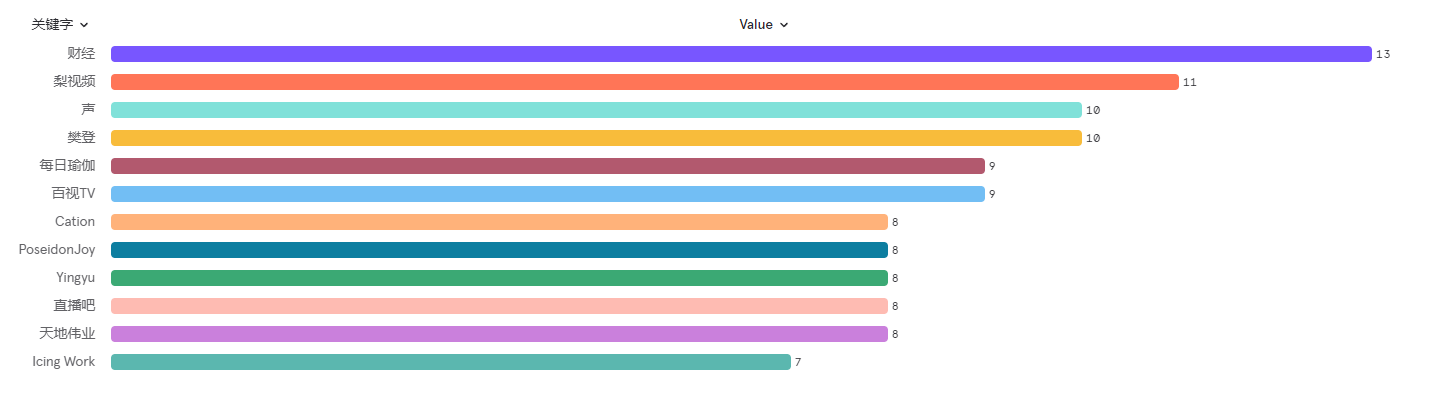 关键字 Value
财经 13
梨视频 11
声 10
樊登 10
每日瑜伽 9
百视TV 9
Cation 8
PoseidonJoy 8
Yingyu 8
直播吧 8
天地伟业 8
Icing Work 7